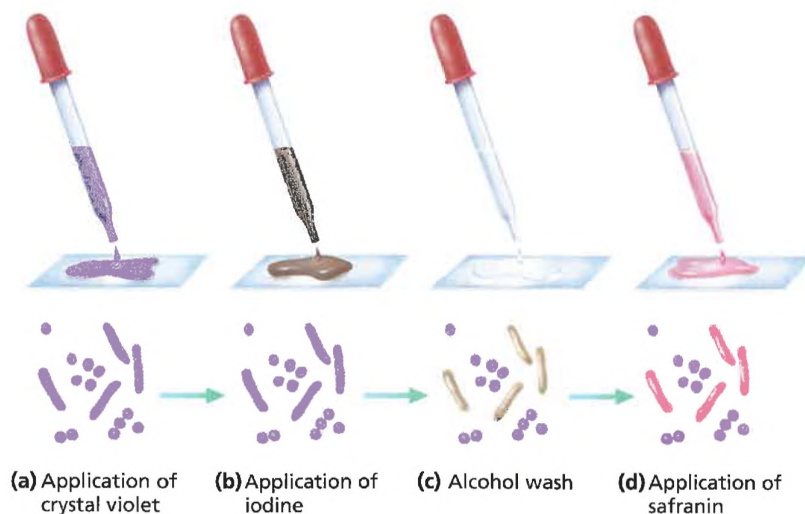 (a) Application of
crystal violet
(b) Application of
iodine
(c) Alcohol wash
(d) Application of
safranin